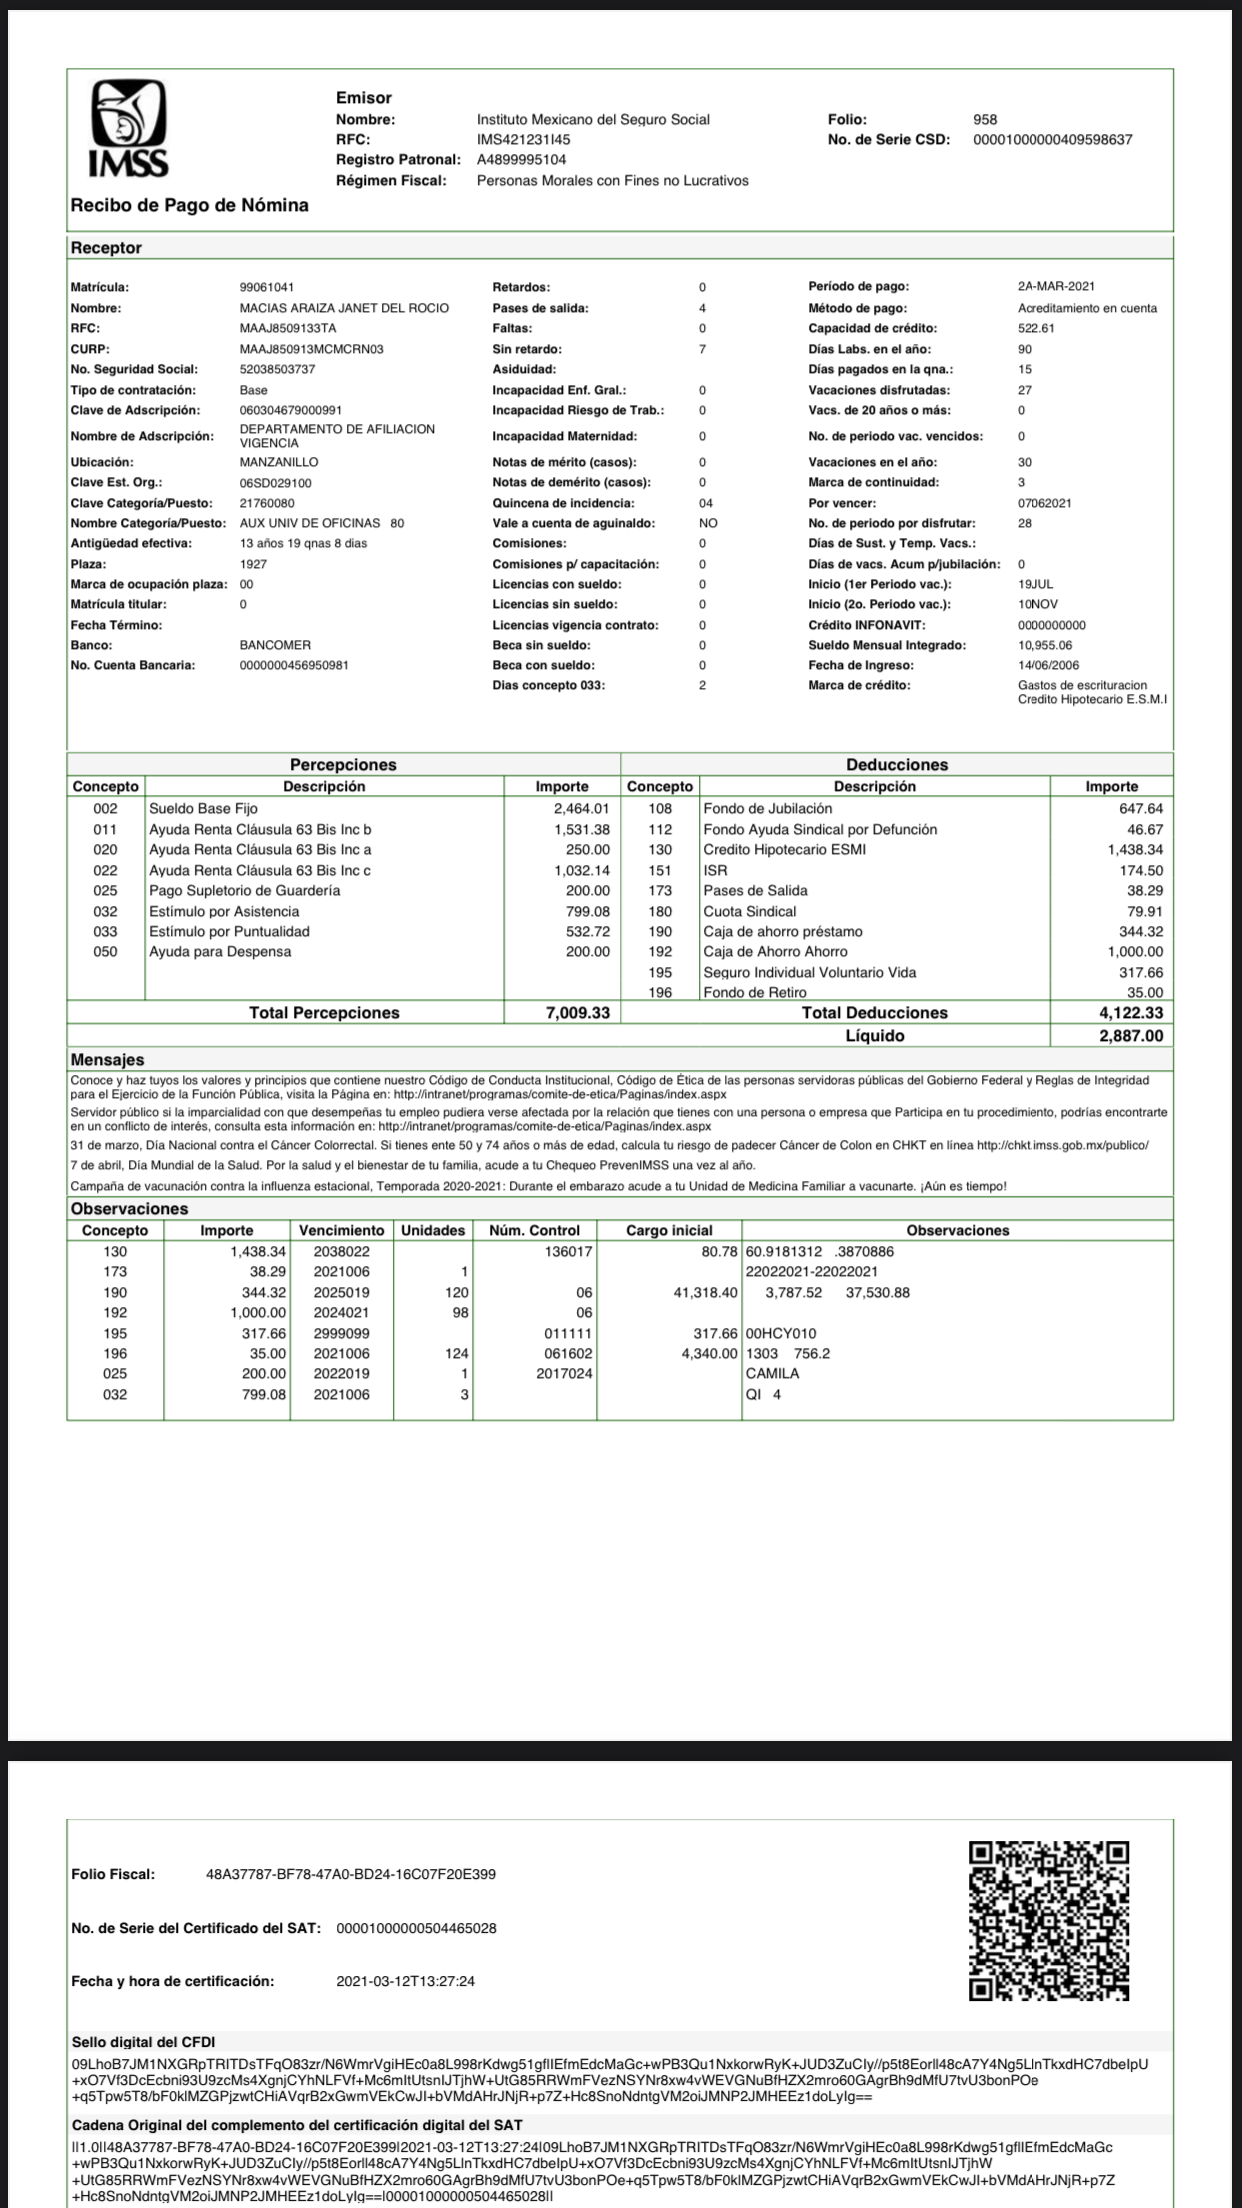 IMSS
Recibo de Pago de Nómina
Emisor
Nombre: Instituto Mexicano del Seguro Social Folio: 958
RFC: IMS421231I45 No. de Serie CSD: 00001000000409598637
Registro Patronal: A4899995104
Régimen Fiscal: Personas Morales con Fines no Lucrativos
Receptor
Matrícula: 99061041 Retardos: 0 Período de pago: 2A-MAR-2021
Nombre: MACIAS ARAIZA JANET DEL ROCIO Pases de salida: 4 Método de pago: Acreditamiento en cuenta
RFC: MAAJ8509133TA Faltas: 0 Capacidad de crédito: 522.61
CURP: MAAJ850913MCMCRN03 Sin retardo: 7 Días Labs. en el año: 90
No. Seguridad Social: 52038503737 Asiduidad: Días pagados en la qna.: 15
Tipo de contratación: Base Incapacidad Enf. Gral.: 0 Vacaciones disfrutadas: 27
Clave de Adscripción: 060304679000991 Incapacidad Riesgo de Trab.: 0 Vacs. de 20 años o más: 0
Nombre de Adscripción: DEPARTAMENTO DE AFILIACION VIGENCIA Incapacidad Maternidad: 0 No. de periodo vac. vencidos: 0
Ubicación: MANZANILLO Notas de mérito (casos): 0 Vacaciones en el año: 30
Clave Est. Org.: 06SD029100 Notas de demérito (casos): 0 Marca de continuidad: 3
Clave Categoría/Puesto: 21760080 Quincena de incidencia: 04 Por vencer: 07062021
Nombre Categoría/Puesto: AUX UNIV DE OFICINAS 80 Vale a cuenta de aguinaldo: NO No. de periodo por disfrutar: 28
Antigüedad efectiva: 13 años 19 qnas 8 dias Comisiones: 0 Días de Sust. y Temp. Vacs.:
Plaza: 1927 Comisiones p/ capacitación: 0 Días de vacs. Acum p/jubilación: 0
Marca de ocupación plaza: 00 Licencias con sueldo: 0 Inicio (1er Periodo vac.): 19JUL
Matrícula titular: 0 Licencias sin sueldo: 0 Inicio (2o. Periodo vac.): 10NOV
Fecha Término: Licencias vigencia contrato: 0 Crédito INFONAVIT: 0000000000
Banco: BANCOMER Beca sin sueldo: 0 Sueldo Mensual Integrado: 10,955.06
No. Cuenta Bancaria: 0000000456950981 Beca con sueldo: 0 Fecha de Ingreso: 14/06/2006
Dias concepto 033: 2 Marca de crédito: Gastos de escrituracion
Credito Hipotecario E.S.M.I
Percepciones Deducciones
Concepto Descripción Importe Concepto Descripción Importe
002 Sueldo Base Fijo 2,464.01 108 Fondo de Jubilación 647.64
011 Ayuda Renta Cláusula 63 Bis Inc b 1,531.38 112 Fondo Ayuda Sindical por Defunción 46.67
020 Ayuda Renta Cláusula 63 Bis Inc a 250.00 130 Credito Hipotecario ESMI 1,438.34
022 Ayuda Renta Cláusula 63 Bis Inc c 1,032.14 151 ISR 174.50
025 Pago Supletorio de Guardería 200.00 173 Pases de Salida 38.29
032 Estímulo por Asistencia 799.08 180 Cuota Sindical 79.91
033 Estímulo por Puntualidad 532.72 190 Caja de ahorro préstamo 344.32
050 Ayuda para Despensa 200.00 192 Caja de Ahorro Ahorro 1,000.00
195 Seguro Individual Voluntario Vida 317.66
196 Fondo de Retiro 35.00
Total Percepciones 7,009.33 Total Deducciones 4,122.33
Líquido 2,887.00
Mensajes
Conoce y haz tuyos los valores y principios que contiene nuestro Código de Conducta Institucional, Código de Ética de las personas servidoras públicas del Gobierno Federal y Reglas de Integridad
para el Ejercicio de la Función Pública, visita la Página en: http://intranet/programas/comite-de-etica/Paginas/index.aspx
Servidor público si la imparcialidad con que desempeñas tu empleo pudiera verse afectada por la relación que tienes con una persona o empresa que Participa en tu procedimiento, podrías encontrarte
en un conflicto de interés, consulta esta información en: http://intranet/programas/comite-de-etica/Paginas/index.aspx
31 de marzo, Día Nacional contra el Cáncer Colorrectal. Si tienes ente 50 y 74 años o más de edad, calcula tu riesgo de padecer Cáncer de Colon en CHKT en línea http://chkt.imss.gob.mx/publico/
7 de abril, Día Mundial de la Salud. Por la salud y el bienestar de tu familia, acude a tu Chequeo PrevenIMSS una vez al año.
Campaña de vacunación contra la influenza estacional, Temporada 2020-2021: Durante el embarazo acude a tu Unidad de Medicina Familiar a vacunarte. ¡Aún es tiempo!
Observaciones
Concepto Importe Vencimiento Unidades Núm. Control Cargo inicial Observaciones
130 1,438.34 2038022 136017 80.78 60.9181312 .3870886
173 38.29 2021006 1 22022021-22022021
190 344.32 2025019 120 06 41,318.40 3,787.52 37,530.88
192 1,000.00 2024021 98 06
195 317.66 2999099 011111 317.66 00HCY010
196 35.00 2021006 124 061602 4,340.00 1303 756.2
025 200.00 2022019 1 2017024 CAMILA
032 799.08 2021006 3 QI 4
Folio Fiscal: 48A37787-BF78-47A0-BD24-16C07F20E399
No. de Serie del Certificado del SAT: 00001000000504465028
Fecha y hora de certificación: 2021-03-12T13:27:24
Sello digital del CFDI
09LhoB7JM1NXGRpTRITDsTFqO83zr/N6WmrVgiHEc0a8L998rKdwg51gfIIEfmEdcMaGc+wPB3Qu1NxkorwRyK+JUD3ZuCIy//p5t8EorII48cA7Y4Ng5LlnTkxdHC7dbeIpU
+xO7Vf3DcEcbni93U9zcMs4XgnjCYhNLFVf+Mc6mItUtsnIJTjhW+UtG85RRWmFVezNSYNr8xw4vWEVGNuBfHZX2mro60GAgrBh9dMfU7tvU3bonPOe
+q5Tpw5T8/bF0kIMZGPjzwtCHiAVqrB2xGwmVEkCwJI+bVMdAHrJNjR+p7Z+Hc8SnoNdntgVM2oiJMNP2JMHEEz1doLyIg==
Cadena Original del complemento del certificación digital del SAT
||1.0||48A37787-BF78-47A0-BD24-16C07F20E399|2021-03-12T13:27:24|09LhoB7JM1NXGRpTRITDsTFqO83zr/N6WmrVgiHEc0a8L998rKdwg51gfIIEfmEdcMaGc
+wPB3Qu1NxkorwRyK+JUD3ZuCIy//p5t8EorII48cA7Y4Ng5LlnTkxdHC7dbeIpU+xO7Vf3DcEcbni93U9zcMs4XgnjCYhNLFVf+Mc6mItUtsnIJTjhW
+UtG85RRWmFVezNSYNr8xw4vWEVGNuBfHZX2mro60GAgrBh9dMfU7tvU3bonPOe+q5Tpw5T8/bF0kIMZGPjzwtCHiAVqrB2xGwmVEkCwJI+bVMdAHrJNjR+p7Z
+Hc8SnoNdntgVM2oiJMNP2JMHEEz1doLyIg==|00001000000504465028||